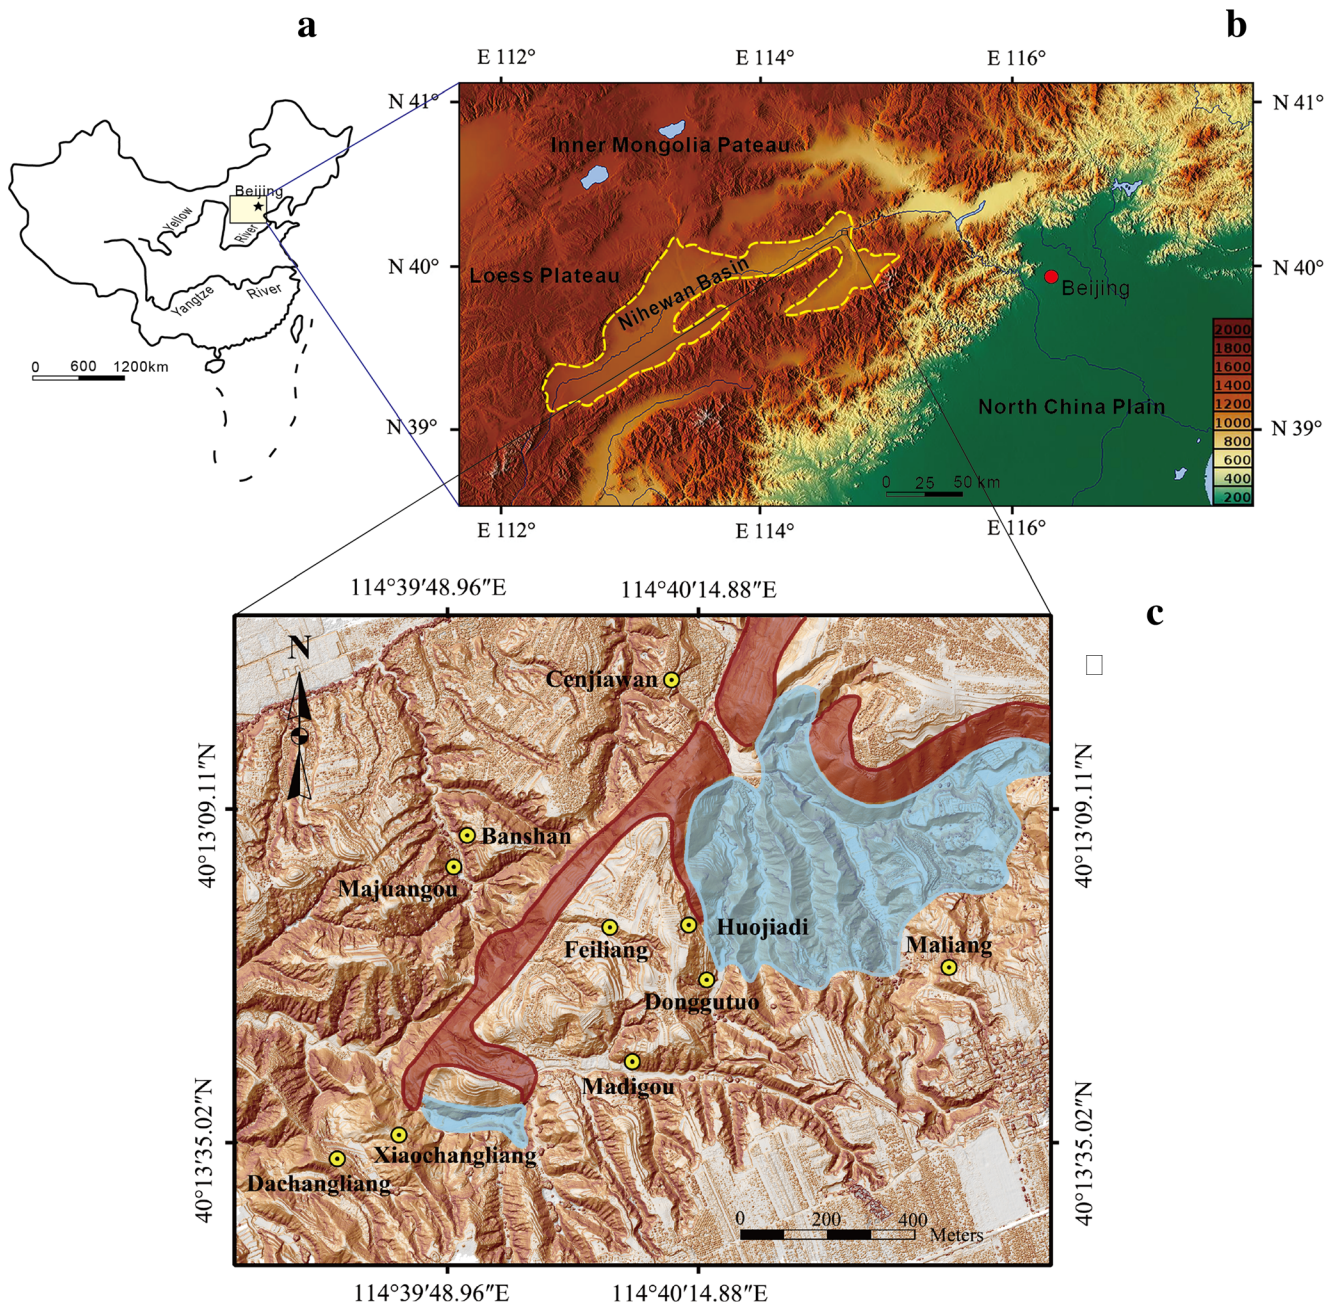 a
b
E 112°
E 114°
E 116°
N 41°
N 41°
Inner Mongolia Pateau
Beijing
Yellow
River
N 40°
N 40°
Loess Plateau
Nihewan Basin
Beijing
Yangtze
River
2000
1800
1600
1400
1200
1000
800
600
400
200
0 600 1200km
North China Plain
N 39°
N 39°
0 25 50 km
E 112°
E 114°
E 116°
114°39′48.96″E
114°40′14.88″E
c
N
Cenjiawan
40°13′09.11″N
40°13′09.11″N
Banshan
Majuangou
Feiliang
Huojiadi
Maliang
Donggutuo
Madigou
40°13′35.02″N
40°13′35.02″N
Xiaochangliang
Dachangliang
0 200 400
Meters
114°39′48.96″E
114°40′14.88″E